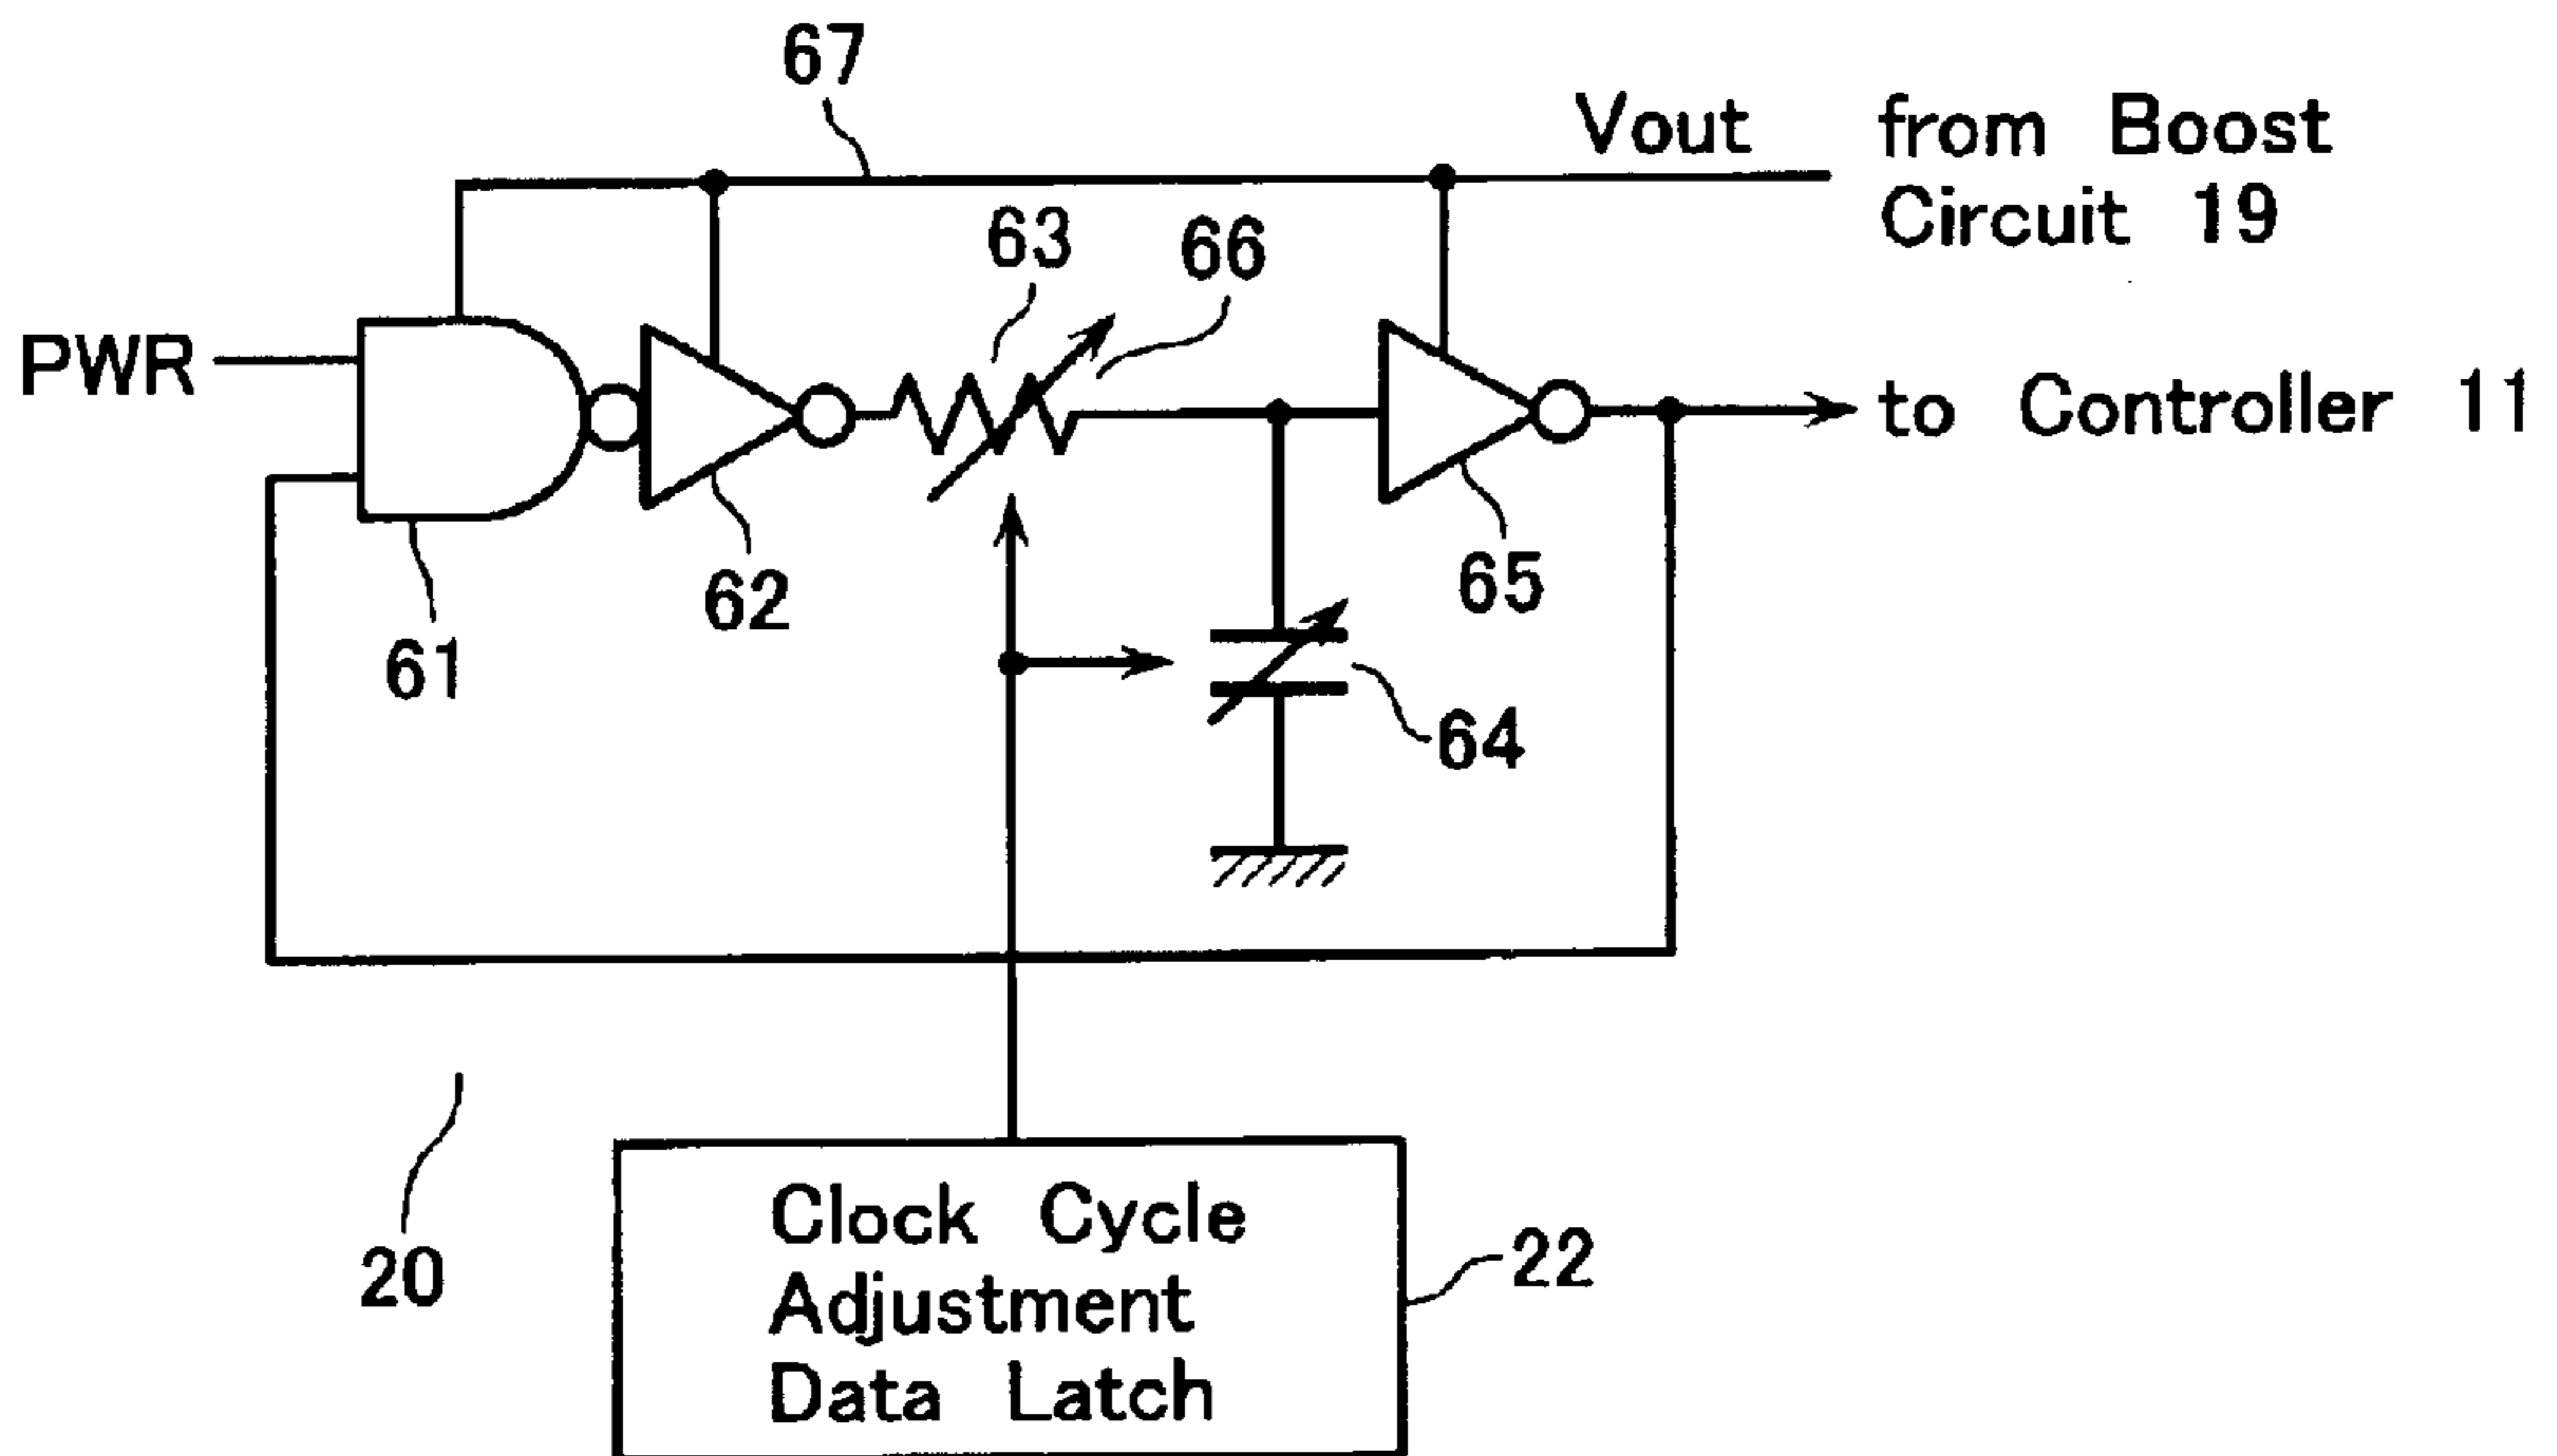 67
Vout from Boost
Circuit 19
63
66
PWR
to Controller 11
62
65
61
64
20
Clock Cycle
Adjustment
Data Latch
22